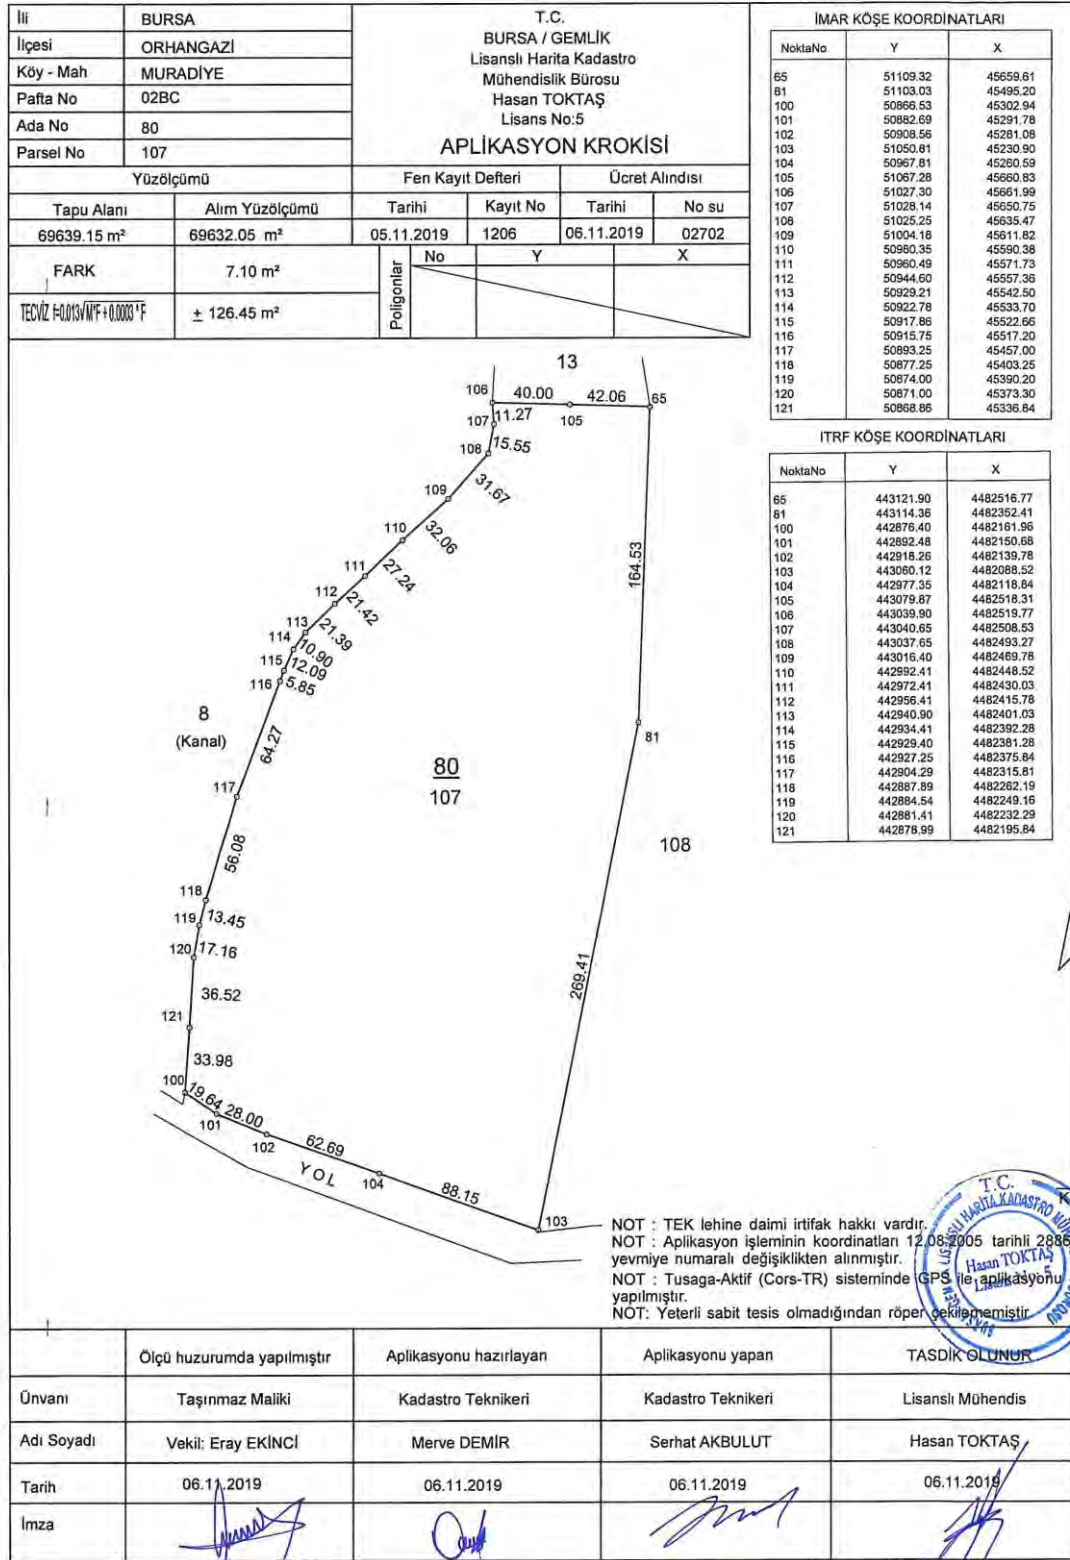 İli BURSA
İlçesi ORHANGAZİ
Köy - Mah MURADİYE
Pafta No 02BC
Ada No 80
Parsel No 107
T.C.
BURSA / GEMLİK
Lisanslı Harita Kadastro
Mühendislik Bürosu
Hasan TOKTAŞ
Lisans No:5
APLİKASYON KROKİSİ
Yüzölçümü Fen Kayıt Defteri Ücret Alındısı
Tapu Alanı Alım Yüzölçümü Tarihi Kayıt No Tarihi No su
69639.15 m² 69632.05 m² 05.11.2019 1206 06.11.2019 02702
FARK 7.10 m²
TECVİZ f=0.013√M*F+0.0003*F ± 126.45 m²
Poligonlar No Y X
İMAR KÖŞE KOORDİNATLARI
NoktaNo Y X
65 51109.32 45659.61
81 51103.03 45495.20
100 50866.53 45302.94
101 50882.69 45291.78
102 50908.56 45281.08
103 51050.81 45230.90
104 50967.81 45260.59
105 51067.28 45660.83
106 51027.30 45661.99
107 51028.14 45650.75
108 51025.25 45635.47
109 51004.18 45611.82
110 50980.35 45590.38
111 50960.49 45571.73
112 50944.60 45557.36
113 50929.21 45542.50
114 50922.78 45533.70
115 50917.86 45522.66
116 50915.75 45517.20
117 50893.25 45457.00
118 50877.25 45403.25
119 50874.00 45390.20
120 50871.00 45373.30
121 50868.86 45336.84
ITRF KÖŞE KOORDİNATLARI
NoktaNo Y X
65 443121.90 4482516.77
81 443114.36 4482352.41
100 442876.40 4482161.96
101 442892.48 4482150.68
102 442918.26 4482139.78
103 443060.12 4482088.52
104 442977.35 4482118.84
105 443079.87 4482518.31
106 443039.90 4482519.77
107 443040.65 4482508.53
108 443037.65 4482493.27
109 443016.40 4482469.78
110 442992.41 4482448.52
111 442972.41 4482430.03
112 442956.41 4482415.78
113 442940.90 4482401.03
114 442934.41 4482392.28
115 442929.40 4482381.28
116 442927.25 4482375.84
117 442904.29 4482315.81
118 442887.89 4482262.19
119 442884.54 4482249.16
120 442881.41 4482232.29
121 442878.99 4482195.84
13
106 40.00 42.06 65
105
107 11.27
108 15.55
109 31.67
110 32.06
111 27.24
112 21.42
113 21.39
114 10.90
115 12.09
116 5.85
164.53
8
(Kanal)
64.27
81
80
107
117
108
56.08
118
119 13.45
120 17.16
36.52
269.41
121
33.98
100
19.64 28.00
101
102 62.69
YOL
104
88.15
103
NOT : TEK lehine daimi irtifak hakkı vardır.
NOT : Aplikasyon işleminin koordinatları 12.08.2005 tarihli 2886
yevmiye numaralı değişiklikten alınmıştır.
NOT : Tusaga-Aktif (Cors-TR) sisteminde GPS ile aplikasyonu
yapılmıştır.
NOT: Yeterli sabit tesis olmadığından röper çekilememiştir
T.C.
Hasan TOKTAŞ
Lisans No: 5
Ölçü huzurumda yapılmıştır Aplikasyonu hazırlayan Aplikasyonu yapan TASDİK OLUNUR
Ünvanı Taşınmaz Maliki Kadastro Teknikeri Kadastro Teknikeri Lisanslı Mühendis
Adı Soyadı Vekil: Eray EKİNCİ Merve DEMİR Serhat AKBULUT Hasan TOKTAŞ
Tarih 06.11.2019 06.11.2019 06.11.2019 06.11.2019
İmza